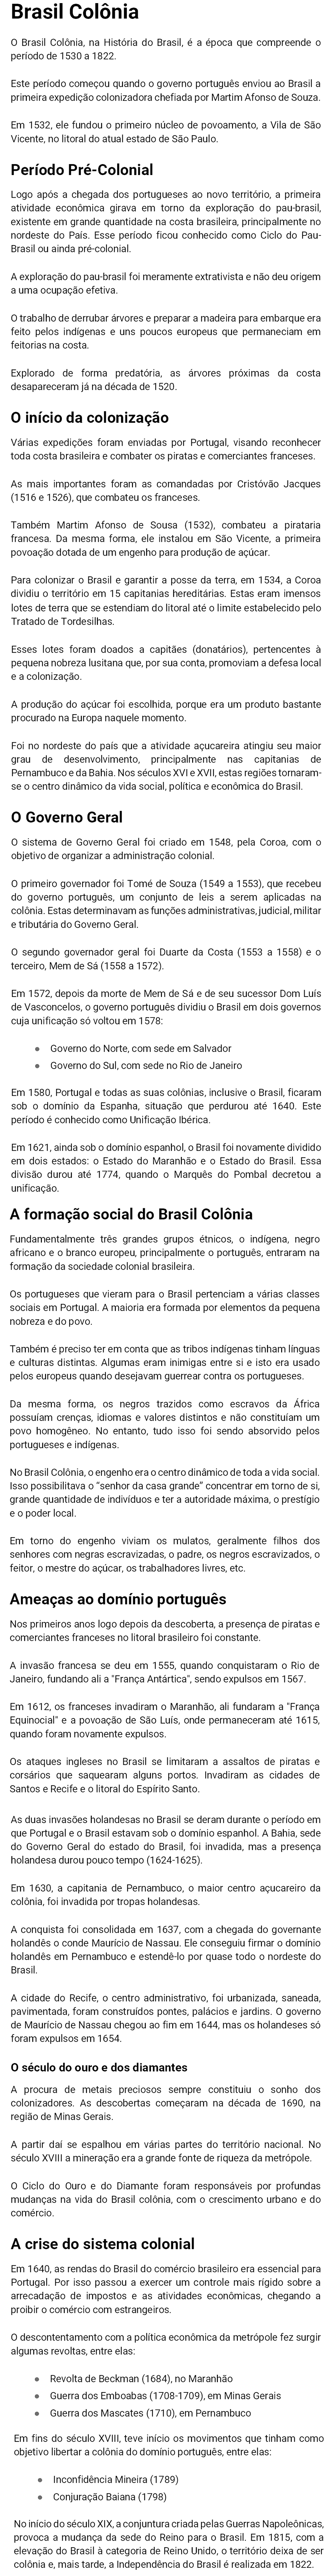 Brasil Colônia
O Brasil Colônia, na História do Brasil, é a época que compreende o
período de 1530 a 1822.
Este período começou quando o governo português enviou ao Brasil a
primeira expedição colonizadora chefiada por Martim Afonso de Souza.
Em 1532, ele fundou o primeiro núcleo de povoamento, a Vila de São
Vicente, no litoral do atual estado de São Paulo.
Período Pré-Colonial
Logo após a chegada dos portugueses ao novo território, a primeira
atividade econômica girava em torno da exploração do pau-brasil,
existente em grande quantidade na costa brasileira, principalmente no
nordeste do País. Esse período ficou conhecido como Ciclo do Pau-
Brasil ou ainda pré-colonial.
A exploração do pau-brasil foi meramente extrativista e não deu origem
a uma ocupação efetiva.
O trabalho de derrubar árvores e preparar a madeira para embarque era
feito pelos indígenas e uns poucos europeus que permaneciam em
feitorias na costa.
Explorado de forma predatória, as árvores próximas da costa
desapareceram já na década de 1520.
O início da colonização
Várias expedições foram enviadas por Portugal, visando reconhecer
toda costa brasileira e combater os piratas e comerciantes franceses.
As mais importantes foram as comandadas por Cristóvão Jacques
(1516 e 1526), que combateu os franceses.
Também Martim Afonso de Sousa (1532), combateu a pirataria
francesa. Da mesma forma, ele instalou em São Vicente, a primeira
povoação dotada de um engenho para produção de açúcar.
Para colonizar o Brasil e garantir a posse da terra, em 1534, a Coroa
dividiu o território em 15 capitanias hereditárias. Estas eram imensos
lotes de terra que se estendiam do litoral até o limite estabelecido pelo
Tratado de Tordesilhas.
Esses lotes foram doados a capitães (donatários), pertencentes à
pequena nobreza lusitana que, por sua conta, promoviam a defesa local
e a colonização.
A produção do açúcar foi escolhida, porque era um produto bastante
procurado na Europa naquele momento.
Foi no nordeste do país que a atividade açucareira atingiu seu maior
grau de desenvolvimento, principalmente nas capitanias de
Pernambuco e da Bahia. Nos séculos XVI e XVII, estas regiões tornaram-
se o centro dinâmico da vida social, política e econômica do Brasil.
O Governo Geral
O sistema de Governo Geral foi criado em 1548, pela Coroa, com o
objetivo de organizar a administração colonial.
O primeiro governador foi Tomé de Souza (1549 a 1553), que recebeu
do governo português, um conjunto de leis a serem aplicadas na
colônia. Estas determinavam as funções administrativas, judicial, militar
e tributária do Governo Geral.
O segundo governador geral foi Duarte da Costa (1553 a 1558) e o
terceiro, Mem de Sá (1558 a 1572).
Em 1572, depois da morte de Mem de Sá e de seu sucessor Dom Luís
de Vasconcelos, o governo português dividiu o Brasil em dois governos
cuja unificação só voltou em 1578:
● Governo do Norte, com sede em Salvador
● Governo do Sul, com sede no Rio de Janeiro
Em 1580, Portugal e todas as suas colônias, inclusive o Brasil, ficaram
sob o domínio da Espanha, situação que perdurou até 1640. Este
período é conhecido como Unificação Ibérica.
Em 1621, ainda sob o domínio espanhol, o Brasil foi novamente dividido
em dois estados: o Estado do Maranhão e o Estado do Brasil. Essa
divisão durou até 1774, quando o Marquês do Pombal decretou a
unificação.
A formação social do Brasil Colônia
Fundamentalmente três grandes grupos étnicos, o indígena, negro
africano e o branco europeu, principalmente o português, entraram na
formação da sociedade colonial brasileira.
Os portugueses que vieram para o Brasil pertenciam a várias classes
sociais em Portugal. A maioria era formada por elementos da pequena
nobreza e do povo.
Também é preciso ter em conta que as tribos indígenas tinham línguas
e culturas distintas. Algumas eram inimigas entre si e isto era usado
pelos europeus quando desejavam guerrear contra os portugueses.
Da mesma forma, os negros trazidos como escravos da África
possuíam crenças, idiomas e valores distintos e não constituíam um
povo homogêneo. No entanto, tudo isso foi sendo absorvido pelos
portugueses e indígenas.
No Brasil Colônia, o engenho era o centro dinâmico de toda a vida social.
Isso possibilitava o "senhor da casa grande" concentrar em torno de si,
grande quantidade de indivíduos e ter a autoridade máxima, o prestígio
e o poder local.
Em torno do engenho viviam os mulatos, geralmente filhos dos
senhores com negras escravizadas, o padre, os negros escravizados, o
feitor, o mestre do açúcar, os trabalhadores livres, etc.
Ameaças ao domínio português
Nos primeiros anos logo depois da descoberta, a presença de piratas e
comerciantes franceses no litoral brasileiro foi constante.
A invasão francesa se deu em 1555, quando conquistaram o Rio de
Janeiro, fundando ali a "França Antártica", sendo expulsos em 1567.
Em 1612, os franceses invadiram o Maranhão, ali fundaram a "França
Equinocial" e a povoação de São Luís, onde permaneceram até 1615,
quando foram novamente expulsos.
Os ataques ingleses no Brasil se limitaram a assaltos de piratas e
corsários que saquearam alguns portos. Invadiram as cidades de
Santos e Recife e o litoral do Espírito Santo.
As duas invasões holandesas no Brasil se deram durante o período em
que Portugal e o Brasil estavam sob o domínio espanhol. A Bahia, sede
do Governo Geral do estado do Brasil, foi invadida, mas a presença
holandesa durou pouco tempo (1624-1625).
Em 1630, a capitania de Pernambuco, o maior centro açucareiro da
colônia, foi invadida por tropas holandesas.
A conquista foi consolidada em 1637, com a chegada do governante
holandês o conde Maurício de Nassau. Ele conseguiu firmar o domínio
holandês em Pernambuco e estendê-lo por quase todo o nordeste do
Brasil.
A cidade do Recife, o centro administrativo, foi urbanizada, saneada,
pavimentada, foram construídos pontes, palácios e jardins. O governo
de Maurício de Nassau chegou ao fim em 1644, mas os holandeses só
foram expulsos em 1654.
O século do ouro e dos diamantes
A procura de metais preciosos sempre constituiu o sonho dos
colonizadores. As descobertas começaram na década de 1690, na
região de Minas Gerais.
A partir daí se espalhou em várias partes do território nacional. No
século XVIII a mineração era a grande fonte de riqueza da metrópole.
O Ciclo do Ouro e do Diamante foram responsáveis por profundas
mudanças na vida do Brasil colônia, com o crescimento urbano e do
comércio.
A crise do sistema colonial
Em 1640, as rendas do Brasil do comércio brasileiro era essencial para
Portugal. Por isso passou a exercer um controle mais rígido sobre a
arrecadação de impostos e as atividades econômicas, chegando a
proibir o comércio com estrangeiros.
O descontentamento com a política econômica da metrópole fez surgir
algumas revoltas, entre elas:
● Revolta de Beckman (1684), no Maranhão
● Guerra dos Emboabas (1708-1709), em Minas Gerais
● Guerra dos Mascates (1710), em Pernambuco
Em fins do século XVIII, teve início os movimentos que tinham como
objetivo libertar a colônia do domínio português, entre elas:
● Inconfidência Mineira (1789)
● Conjuração Baiana (1798)
No início do século XIX, a conjuntura criada pelas Guerras Napoleônicas,
provoca a mudança da sede do Reino para o Brasil. Em 1815, com a
elevação do Brasil à categoria de Reino Unido, o território deixa de ser
colônia e, mais tarde, a Independência do Brasil é realizada em 1822.